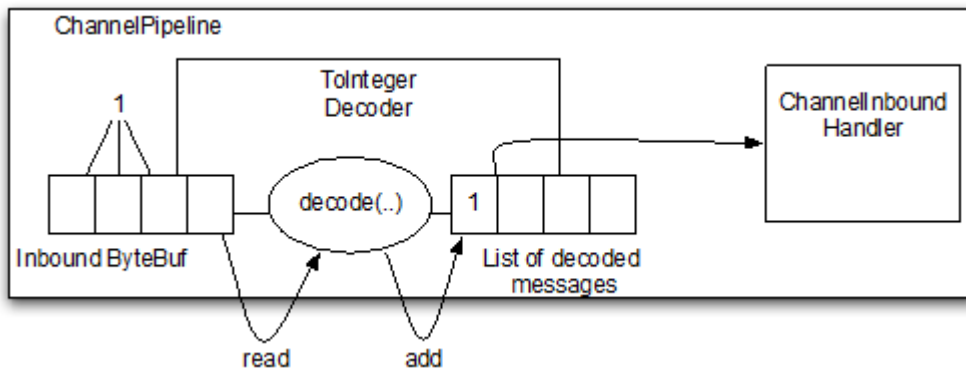 ChannelPipeline
1
ToInteger
Decoder
ChannelInbound
Handler
decode(..)
1
Inbound ByteBuf
List of decoded
messages
read
add